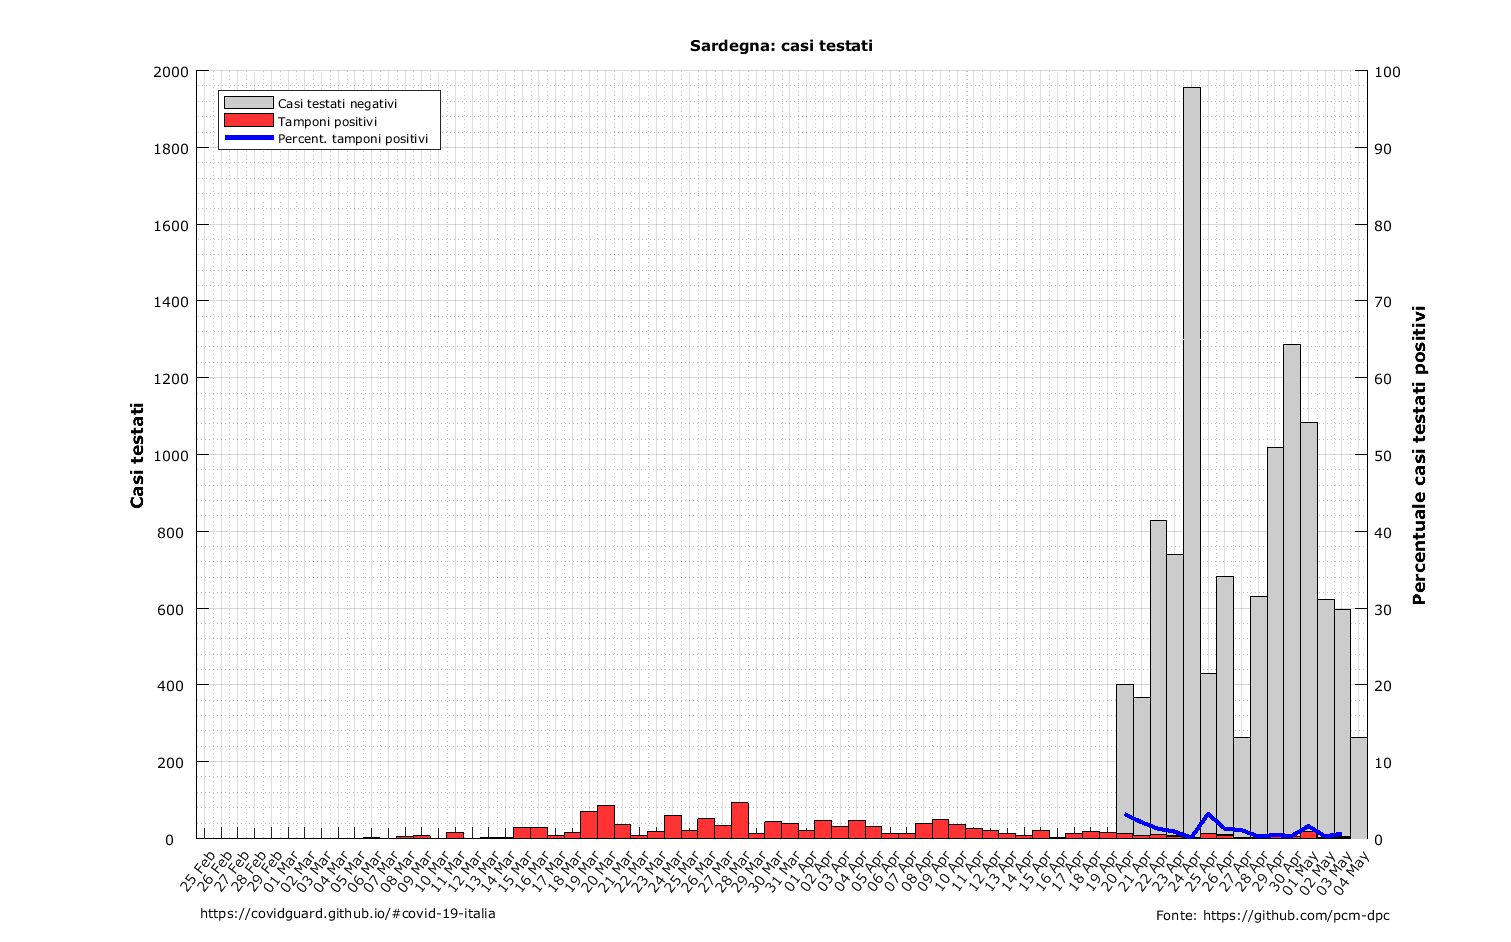 Sardegna: casi testati
Casi testati negativi
Tamponi positivi
Percent. tamponi positivi
2000
1800
1600
1400
1200
1000
800
600
400
200
0
Casi testati
100
90
80
70
60
50
40
30
20
10
0
Percentuale casi testati positivi
25 Feb
26 Feb
27 Feb
28 Feb
29 Feb
01 Mar
02 Mar
03 Mar
04 Mar
05 Mar
06 Mar
07 Mar
08 Mar
09 Mar
10 Mar
11 Mar
12 Mar
13 Mar
14 Mar
15 Mar
16 Mar
17 Mar
18 Mar
19 Mar
20 Mar
21 Mar
22 Mar
23 Mar
24 Mar
25 Mar
26 Mar
27 Mar
28 Mar
29 Mar
30 Mar
31 Mar
01 Apr
02 Apr
03 Apr
04 Apr
05 Apr
06 Apr
07 Apr
08 Apr
09 Apr
10 Apr
11 Apr
12 Apr
13 Apr
14 Apr
15 Apr
16 Apr
17 Apr
18 Apr
19 Apr
20 Apr
21 Apr
22 Apr
23 Apr
24 Apr
25 Apr
26 Apr
27 Apr
28 Apr
29 Apr
30 Apr
01 May
02 May
03 May
04 May
https://covidguard.github.io/#covid-19-italia
Fonte: https://github.com/pcm-dpc